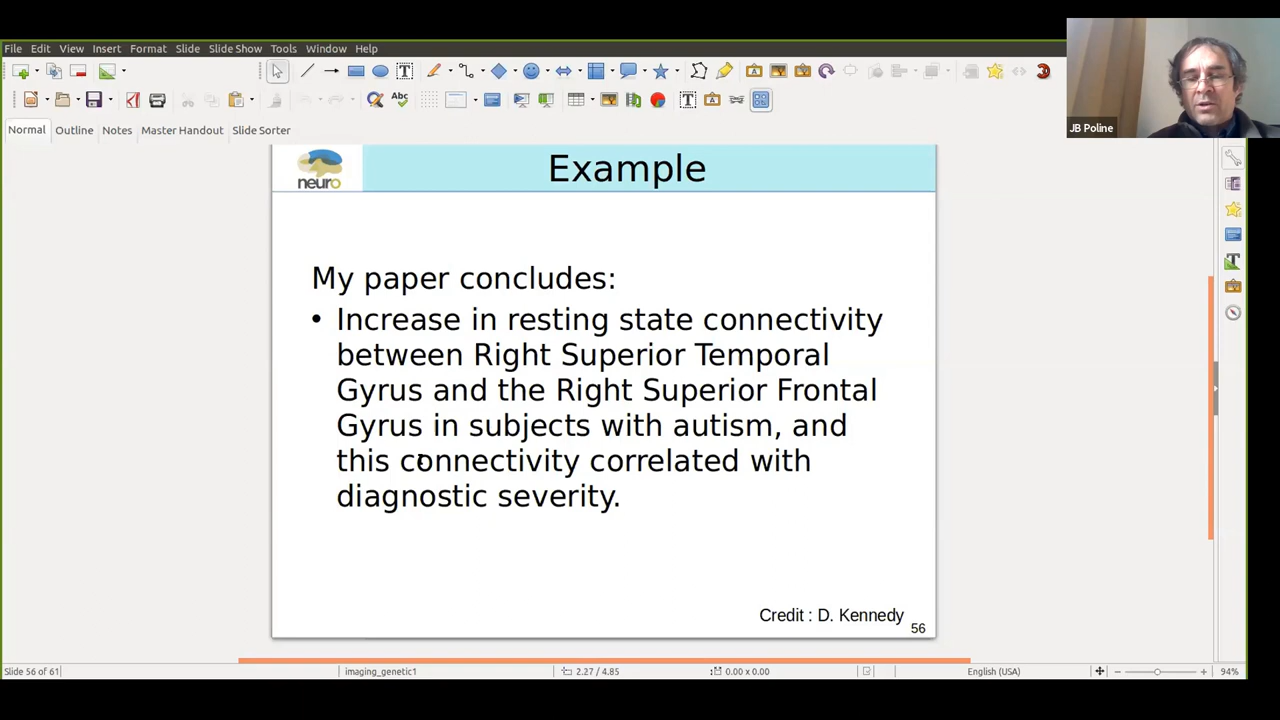 File Edit View Insert Format Slide Slide Show Tools Window Help
Abc
Normal Outline Notes Master Handout Slide Sorter
JB Poline
neuro
Example
My paper concludes:
• Increase in resting state connectivity
between Right Superior Temporal
Gyrus and the Right Superior Frontal
Gyrus in subjects with autism, and
this connectivity correlated with
diagnostic severity.
Credit : D. Kennedy
56
Slide 56 of 61 imaging_genetic1 2.27 / 4.85 0.00 x 0.00 English (USA) 94%